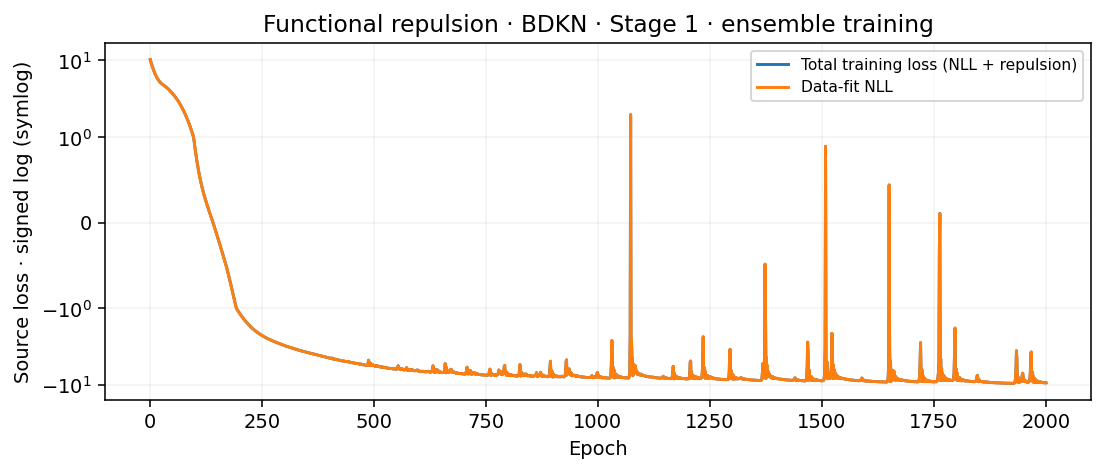 Functional repulsion · BDKN · Stage 1 · ensemble training
Source loss · signed log (symlog)
10¹
10⁰
0
−10⁰
−10¹
Total training loss (NLL + repulsion)
Data-fit NLL
0 250 500 750 1000 1250 1500 1750 2000
Epoch